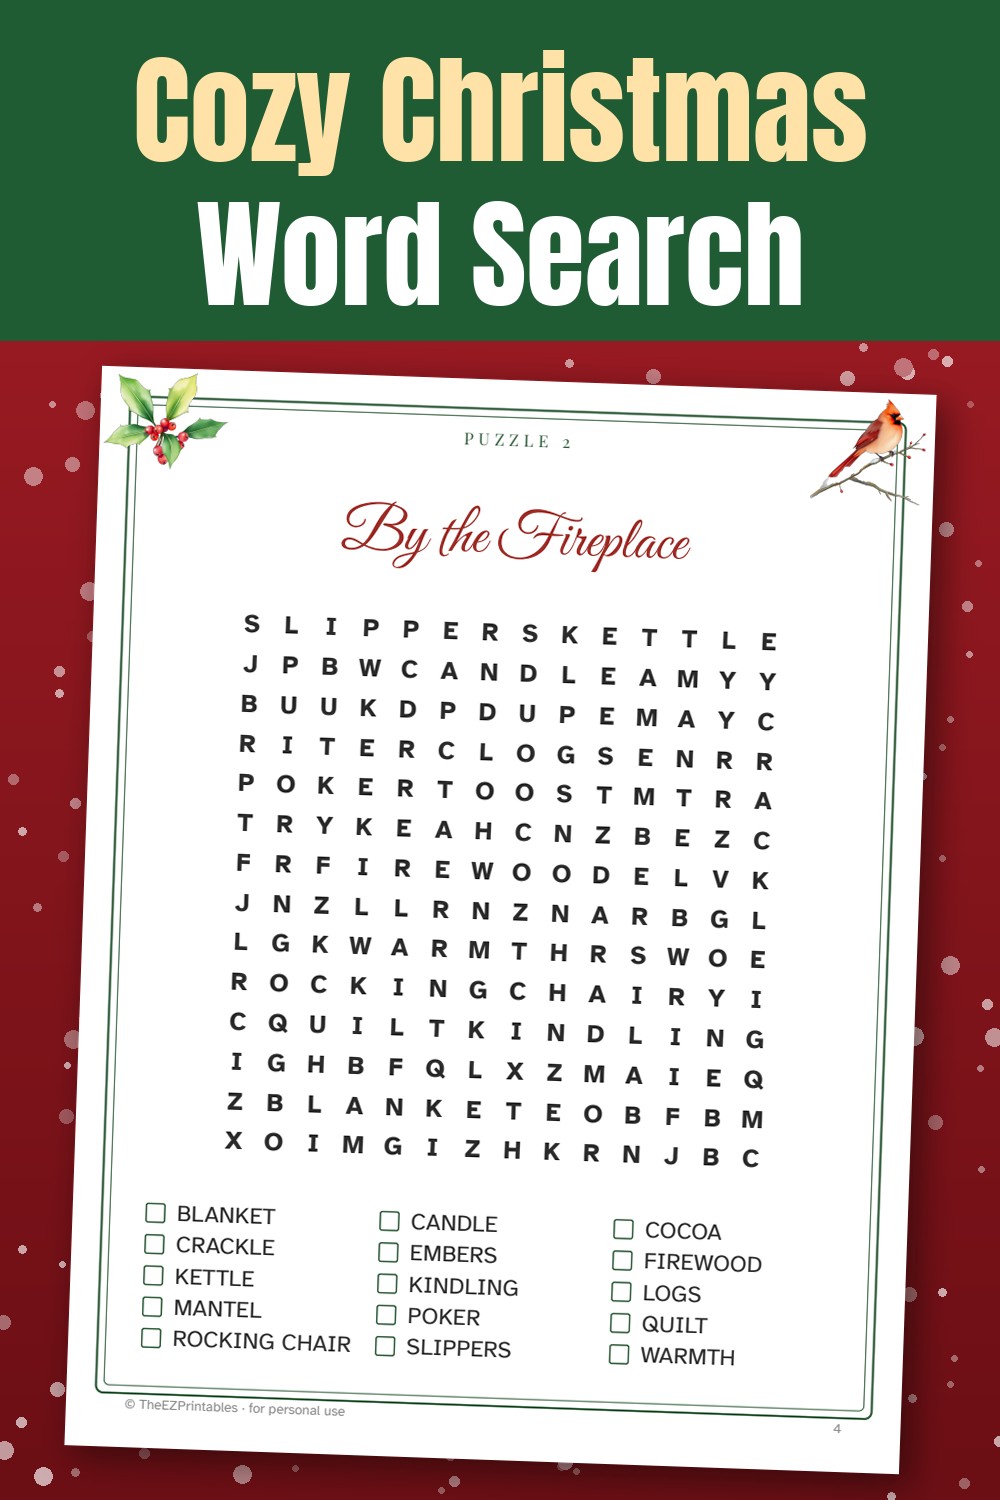 Cozy Christmas
Word Search
PUZZLE 2
By the Fireplace
S L I P P E R S K E T T L E
J P B W C A N D L E A M Y Y
B U U K D P D U P E M A Y C
R I T E R C L O G S E N R R
P O K E R T O O S T M T R A
T R Y K E A H C N Z B E Z C
F R F I R E W O O D E L V K
J N Z L L R N Z N A R B G L
L G K W A R M T H R S W O E
R O C K I N G C H A I R Y I
C Q U I L T K I N D L I N G
I G H B F Q L X Z M A I E Q
Z B L A N K E T E O B F B M
X O I M G I Z H K R N J B C
BLANKET CANDLE COCOA
CRACKLE EMBERS FIREWOOD
KETTLE KINDLING LOGS
MANTEL POKER QUILT
ROCKING CHAIR SLIPPERS WARMTH
© TheEZPrintables · for personal use
4